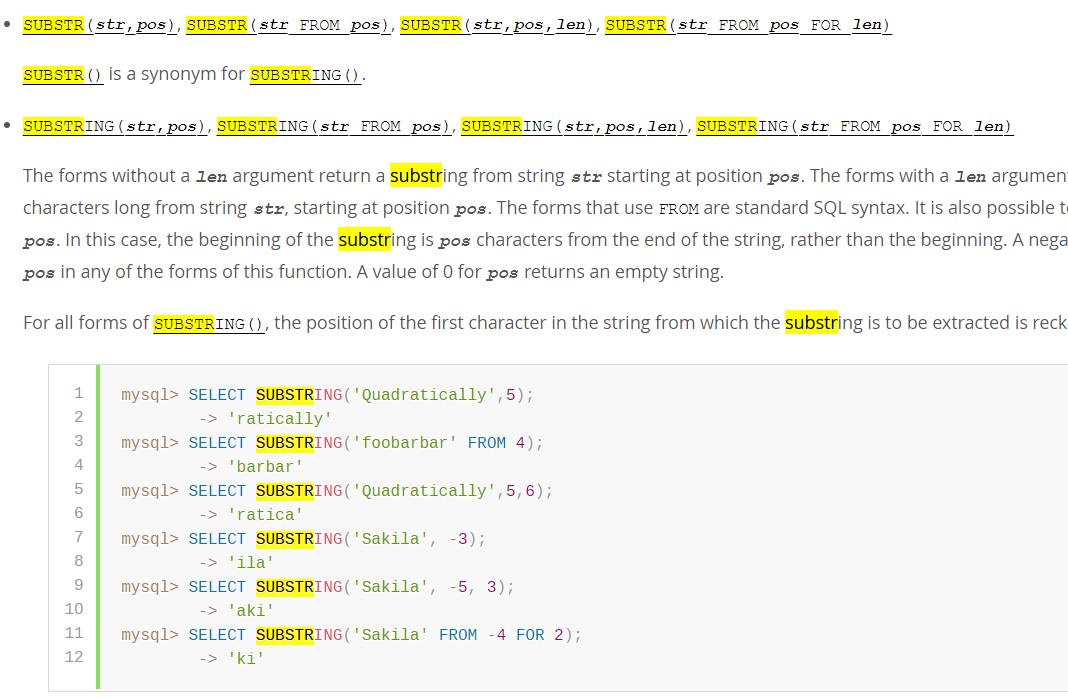 • SUBSTR(str,pos), SUBSTR(str FROM pos), SUBSTR(str,pos,len), SUBSTR(str FROM pos FOR len)
SUBSTR() is a synonym for SUBSTRING().
• SUBSTRING(str,pos), SUBSTRING(str FROM pos), SUBSTRING(str,pos,len), SUBSTRING(str FROM pos FOR len)
The forms without a len argument return a substring from string str starting at position pos. The forms with a len argumen
characters long from string str, starting at position pos. The forms that use FROM are standard SQL syntax. It is also possible t
pos. In this case, the beginning of the substring is pos characters from the end of the string, rather than the beginning. A nega
pos in any of the forms of this function. A value of 0 for pos returns an empty string.
For all forms of SUBSTRING(), the position of the first character in the string from which the substring is to be extracted is reck
1 mysql> SELECT SUBSTRING('Quadratically',5);
2 -> 'ratically'
3 mysql> SELECT SUBSTRING('foobarbar' FROM 4);
4 -> 'barbar'
5 mysql> SELECT SUBSTRING('Quadratically',5,6);
6 -> 'ratica'
7 mysql> SELECT SUBSTRING('Sakila', -3);
8 -> 'ila'
9 mysql> SELECT SUBSTRING('Sakila', -5, 3);
10 -> 'aki'
11 mysql> SELECT SUBSTRING('Sakila' FROM -4 FOR 2);
12 -> 'ki'